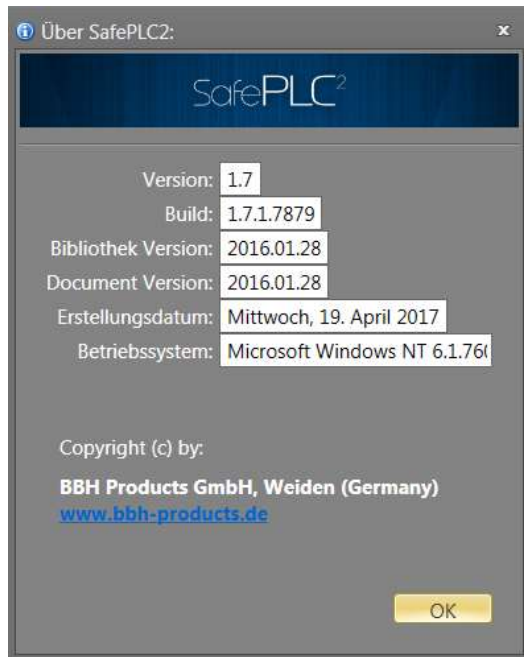 Über SafePLC2:
SafePLC²
Version: 1.7
Build: 1.7.1.7879
Bibliothek Version: 2016.01.28
Document Version: 2016.01.28
Erstellungsdatum: Mittwoch, 19. April 2017
Betriebssystem: Microsoft Windows NT 6.1.760
Copyright (c) by:
BBH Products GmbH, Weiden (Germany)
www.bbh-products.de
OK